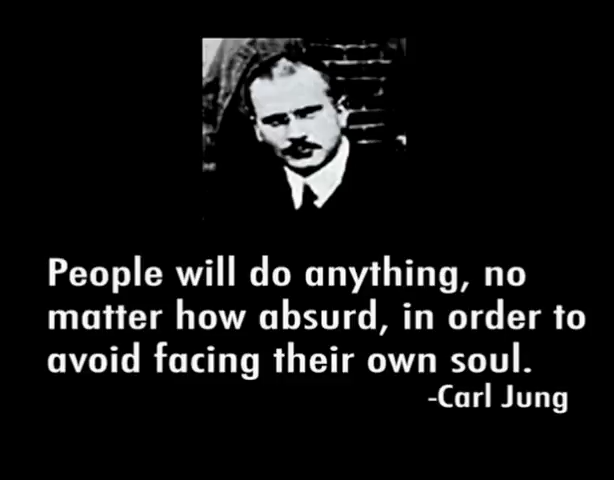 People will do anything, no
matter how absurd, in order to
avoid facing their own soul.
-Carl Jung